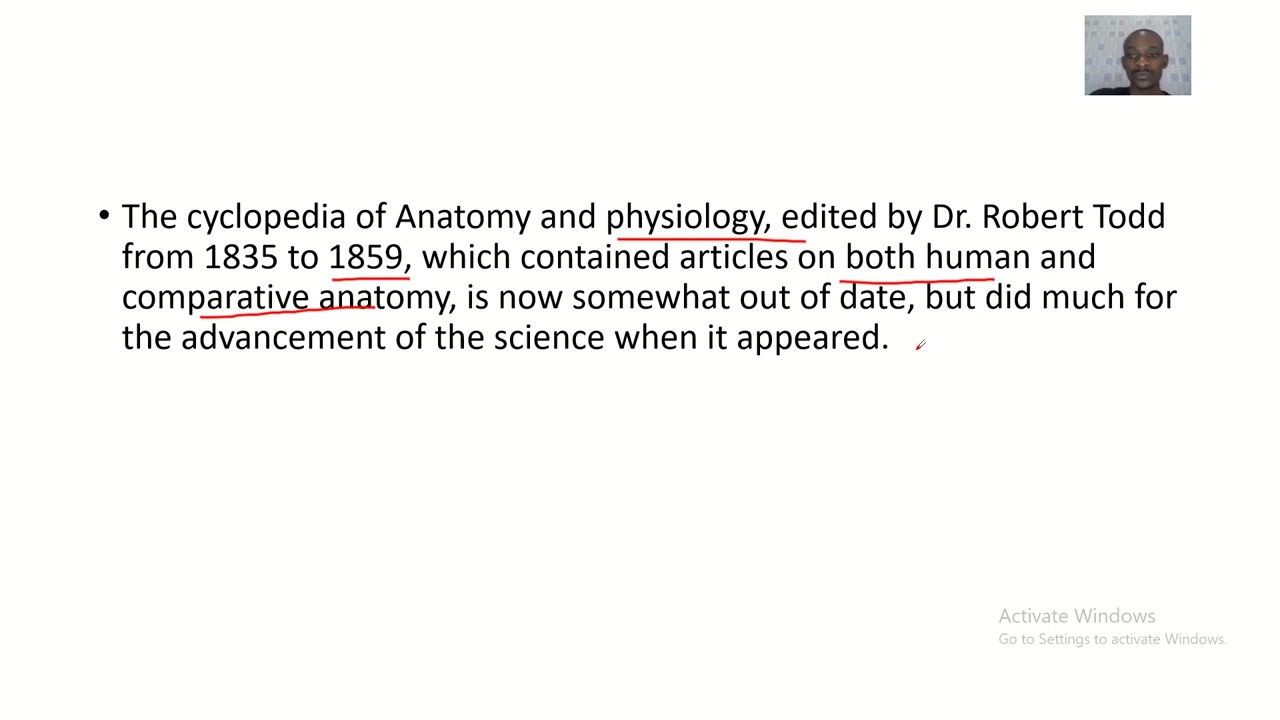 • The cyclopedia of Anatomy and physiology, edited by Dr. Robert Todd
from 1835 to 1859, which contained articles on both human and
comparative anatomy, is now somewhat out of date, but did much for
the advancement of the science when it appeared.
Activate Windows
Go to Settings to activate Windows.